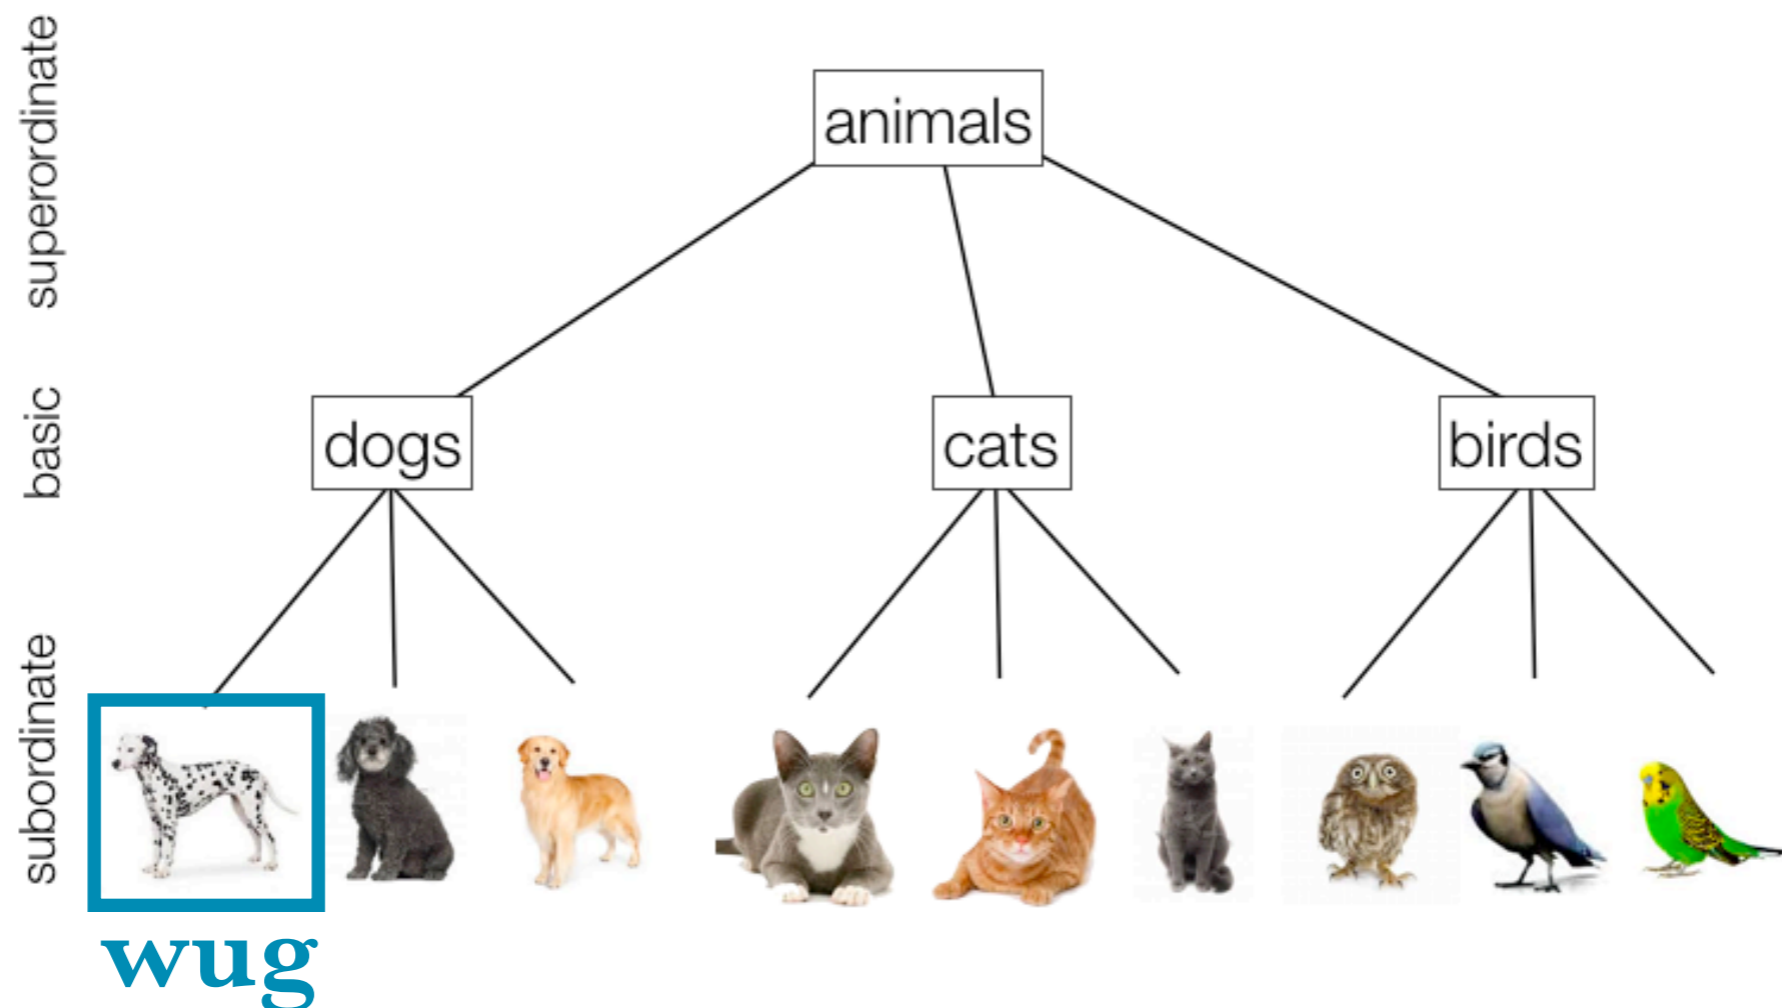 superordinate
animals
basic
dogs
cats
birds
subordinate
wug